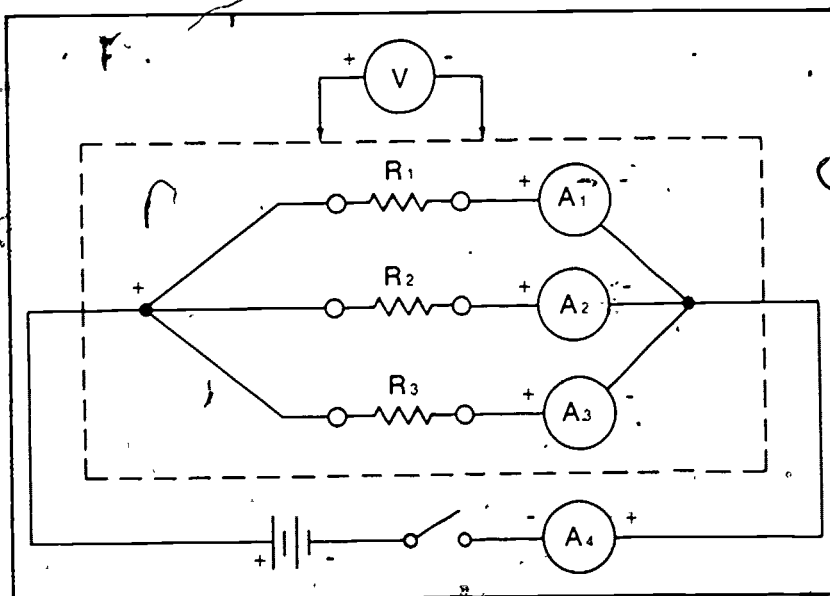 + V -
R1
+ A1 -
+
R2
+ A2 -
R3
+ A3 -
+ - - A4 +